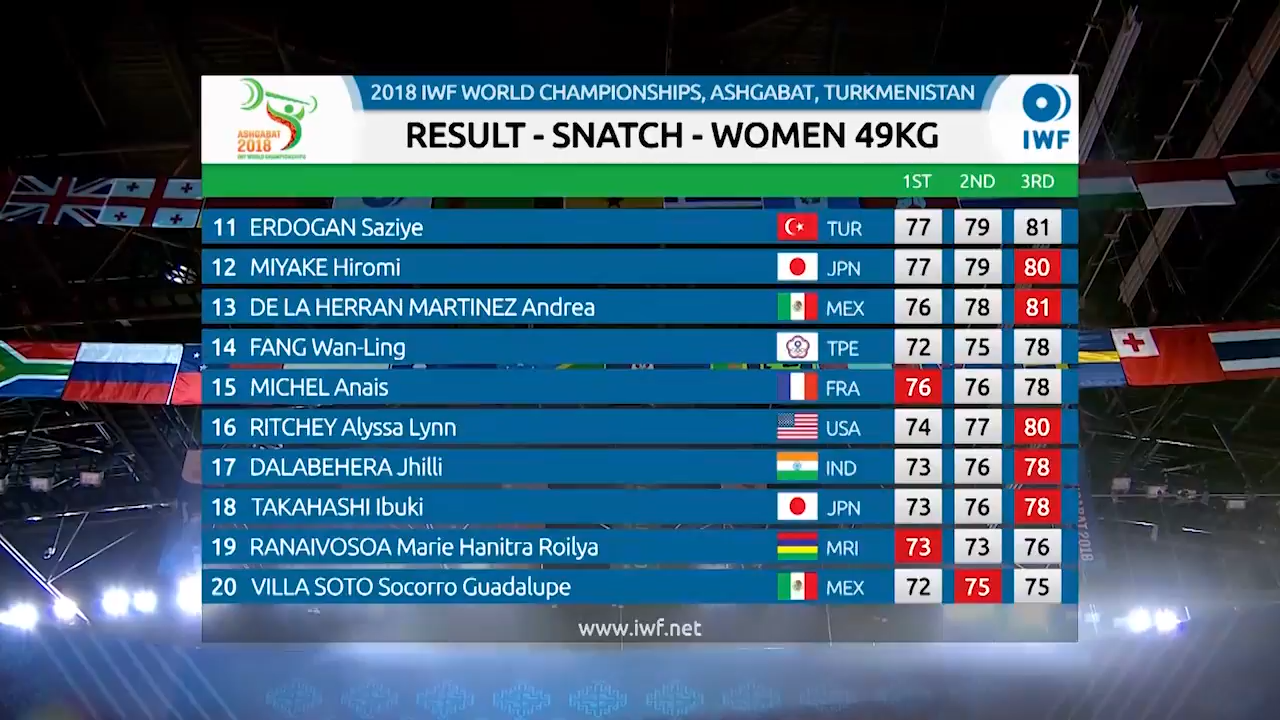 2018 IWF WORLD CHAMPIONSHIPS, ASHGABAT, TURKMENISTAN
ASHGABAT
2018
IWF WORLD CHAMPIONSHIPS
RESULT - SNATCH - WOMEN 49KG
IWF
1ST 2ND 3RD
11 ERDOGAN Saziye TUR 77 79 81
12 MIYAKE Hiromi JPN 77 79 80
13 DE LA HERRAN MARTINEZ Andrea MEX 76 78 81
14 FANG Wan-Ling TPE 72 75 78
15 MICHEL Anais FRA 76 76 78
16 RITCHEY Alyssa Lynn USA 74 77 80
17 DALABEHERA Jhilli IND 73 76 78
18 TAKAHASHI Ibuki JPN 73 76 78
19 RANAIVOSOA Marie Hanitra Roilya MRI 73 73 76
20 VILLA SOTO Socorro Guadalupe MEX 72 75 75
www.iwf.net